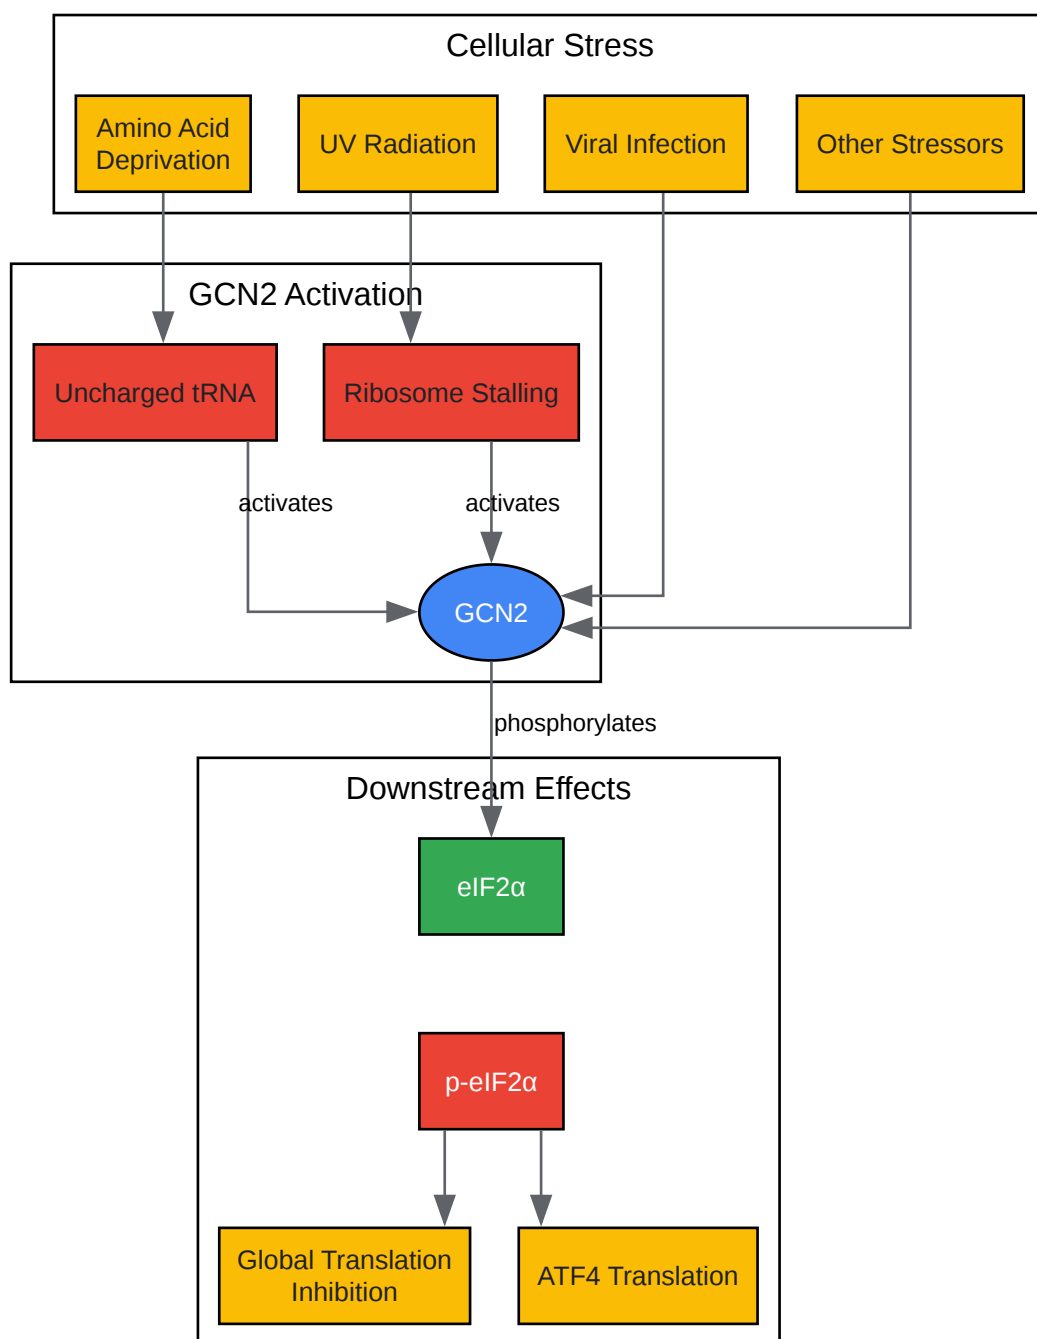 Cellular Stress
Amino Acid
Deprivation
UV Radiation
Viral Infection
Other Stressors
GCN2 Activation
Uncharged tRNA
Ribosome Stalling
activates
activates
GCN2
phosphorylates
Downstream Effects
eIF2α
p-eIF2α
Global Translation
Inhibition
ATF4 Translation